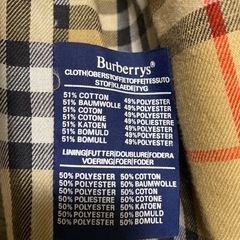 Burberrys
CLOTH/OBERSTOFF/ETOFFE/TESSUTO
STOF/KLAEDE/TYG
51% COTTON 49% POLYESTER
51% BAUMWOLLE 49% POLYESTER
51% COTON 49% POLYESTER
51% COTONE 49% POLIESTERE
51% KATOEN 49% POLYESTER
51% BOMULD 49% POLYESTER
51% BOMULL 49% POLYESTER
LINING/FUTTER/DOUBLURE/FODERA
VOERING/FOER/FODER
50% POLYESTER 50% COTTON
50% POLYESTER 50% BAUMWOLLE
50% POLYESTER 50% COTON
50% POLIESTERE 50% COTONE
50% POLYESTER 50% KATOEN
50% POLYESTER 50% BOMULD
50% POLYESTER 50% BOMULL